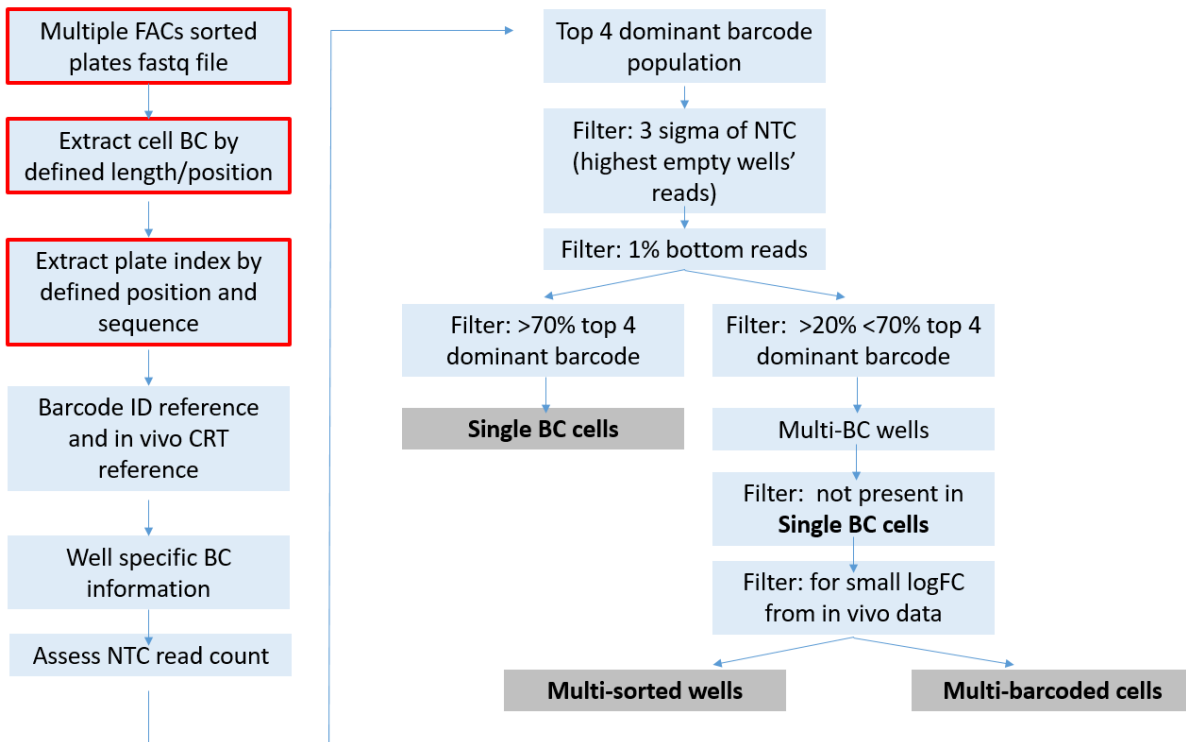 Multiple FACs sorted
plates fastq file
Extract cell BC by
defined length/position
Extract plate index by
defined position and
sequence
Barcode ID reference
and in vivo CRT
reference
Well specific BC
information
Assess NTC read count
Top 4 dominant barcode
population
Filter: 3 sigma of NTC
(highest empty wells’
reads)
Filter: 1% bottom reads
Filter: >70% top 4
dominant barcode
Single BC cells
Filter:  >20% <70% top 4
dominant barcode
Multi-BC wells
Filter:  not present in
Single BC cells
Filter: for small logFC
from in vivo data
Multi-sorted wells
Multi-barcoded cells